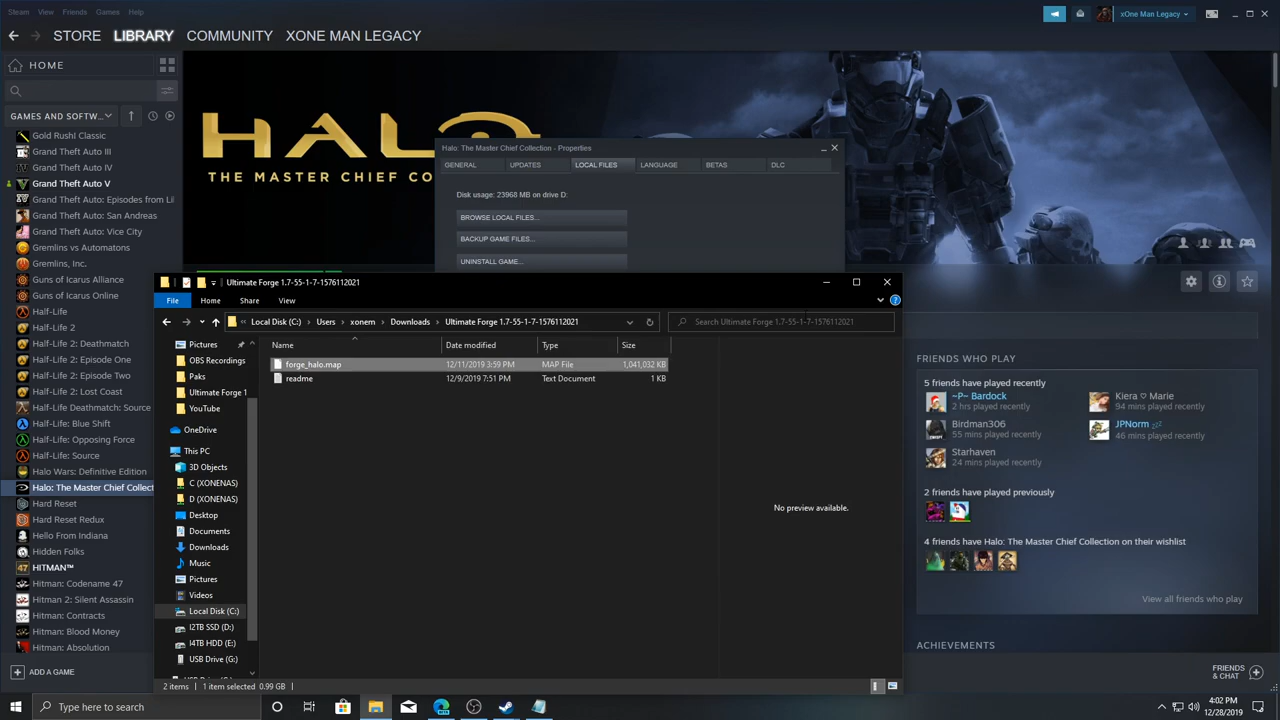 Steam View Friends Games Help
xOne Man Legacy
STORE LIBRARY COMMUNITY XONE MAN LEGACY
HOME
GAMES AND SOFTW...
Gold Rush! Classic
Grand Theft Auto III
Grand Theft Auto IV
Grand Theft Auto V
Grand Theft Auto: Episodes from Li
Grand Theft Auto: San Andreas
Grand Theft Auto: Vice City
Gremlins vs Automatons
Gremlins, Inc.
Guns of Icarus Alliance
Guns of Icarus Online
Half-Life
Half-Life 2
Half-Life 2: Deathmatch
Half-Life 2: Episode One
Half-Life 2: Episode Two
Half-Life 2: Lost Coast
Half-Life Deathmatch: Source
Half-Life: Blue Shift
Half-Life: Opposing Force
Half-Life: Source
Halo Wars: Definitive Edition
Halo: The Master Chief Collect
Hard Reset
Hard Reset Redux
Hello From Indiana
Hidden Folks
HITMAN™
Hitman: Codename 47
Hitman 2: Silent Assassin
Hitman: Contracts
Hitman: Blood Money
Hitman: Absolution
ADD A GAME
HALO
THE MASTER CHIEF CO
Halo: The Master Chief Collection - Properties
GENERAL UPDATES LOCAL FILES LANGUAGE BETAS DLC
Disk usage: 23968 MB on drive D:
BROWSE LOCAL FILES...
BACKUP GAME FILES...
UNINSTALL GAME...
Ultimate Forge 1.7-55-1-7-1576112021
File Home Share View
Local Disk (C:) Users xonem Downloads Ultimate Forge 1.7-55-1-7-1576112021
Search Ultimate Forge 1.7-55-1-7-1576112021
Name Date modified Type Size
forge_halo.map 12/11/2019 3:59 PM MAP File 1,041,032 KB
readme 12/9/2019 7:51 PM Text Document 1 KB
Pictures
OBS Recordings
Paks
Ultimate Forge 1
YouTube
OneDrive
This PC
3D Objects
C (XONENAS)
D (XONENAS)
Desktop
Documents
Downloads
Music
Pictures
Videos
Local Disk (C:)
I2TB SSD (D:)
I4TB HDD (E:)
USB Drive (G:)
No preview available.
2 items 1 item selected 0.99 GB
FRIENDS WHO PLAY
5 friends have played recently
~P~ Bardock
2 hrs played recently
Kiera ♡ Marie
94 mins played recently
Birdman306
55 mins played recently
JPNorm
46 mins played recently
Starhaven
24 mins played recently
2 friends have played previously
4 friends have Halo: The Master Chief Collection on their wishlist
View all friends who play
ACHIEVEMENTS
FRIENDS
& CHAT
Type here to search
4:02 PM
12/28/2019